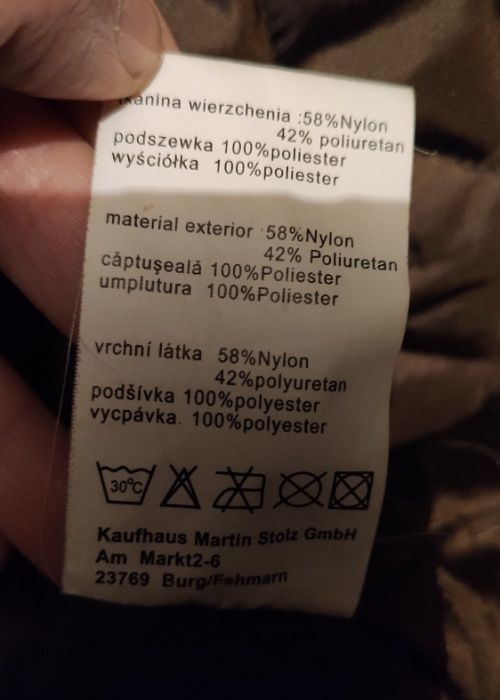 tkanina wierzchenia :58%Nylon
42% poliuretan
podszewka 100%poliester
wyściółka 100%poliester
material exterior 58%Nylon
42% Poliuretan
căptuşeală 100%Poliester
umplutura 100%Poliester
vrchní látka 58%Nylon
42%polyuretan
podšívka 100%polyester
vycpávka. 100%polyester
30°C
Kaufhaus Martin Stolz GmbH
Am Markt2-6
23769 Burg/Fehmarn